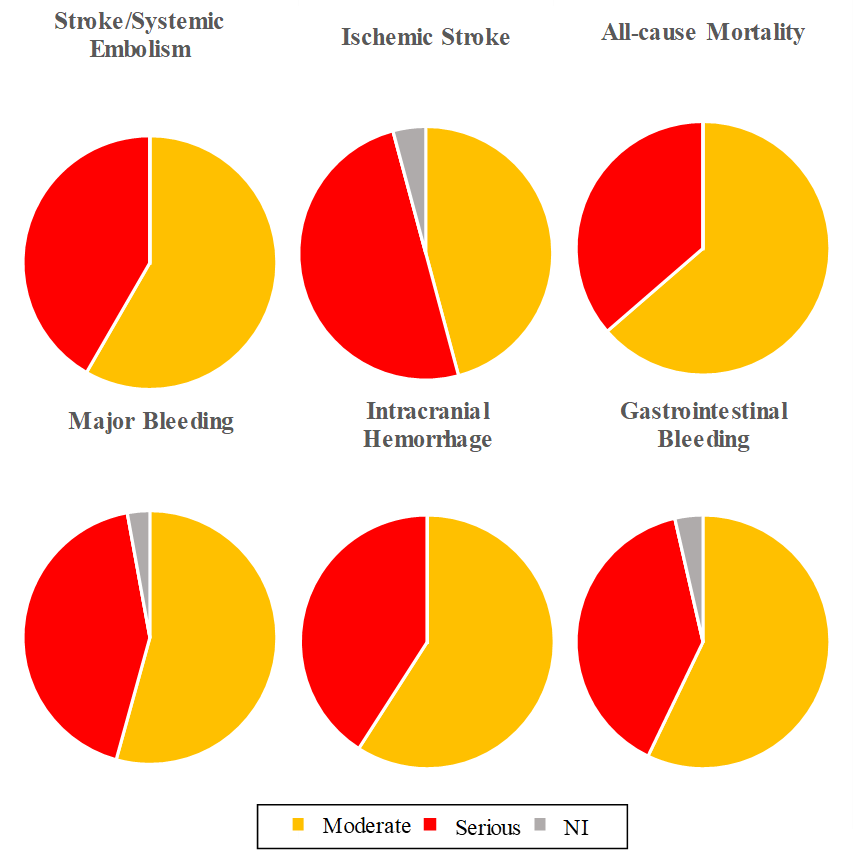 Stroke/Systemic
Embolism
Ischemic Stroke
All-cause Mortality
Major Bleeding
Intracranial
Hemorrhage
Gastrointestinal
Bleeding
Moderate Serious NI